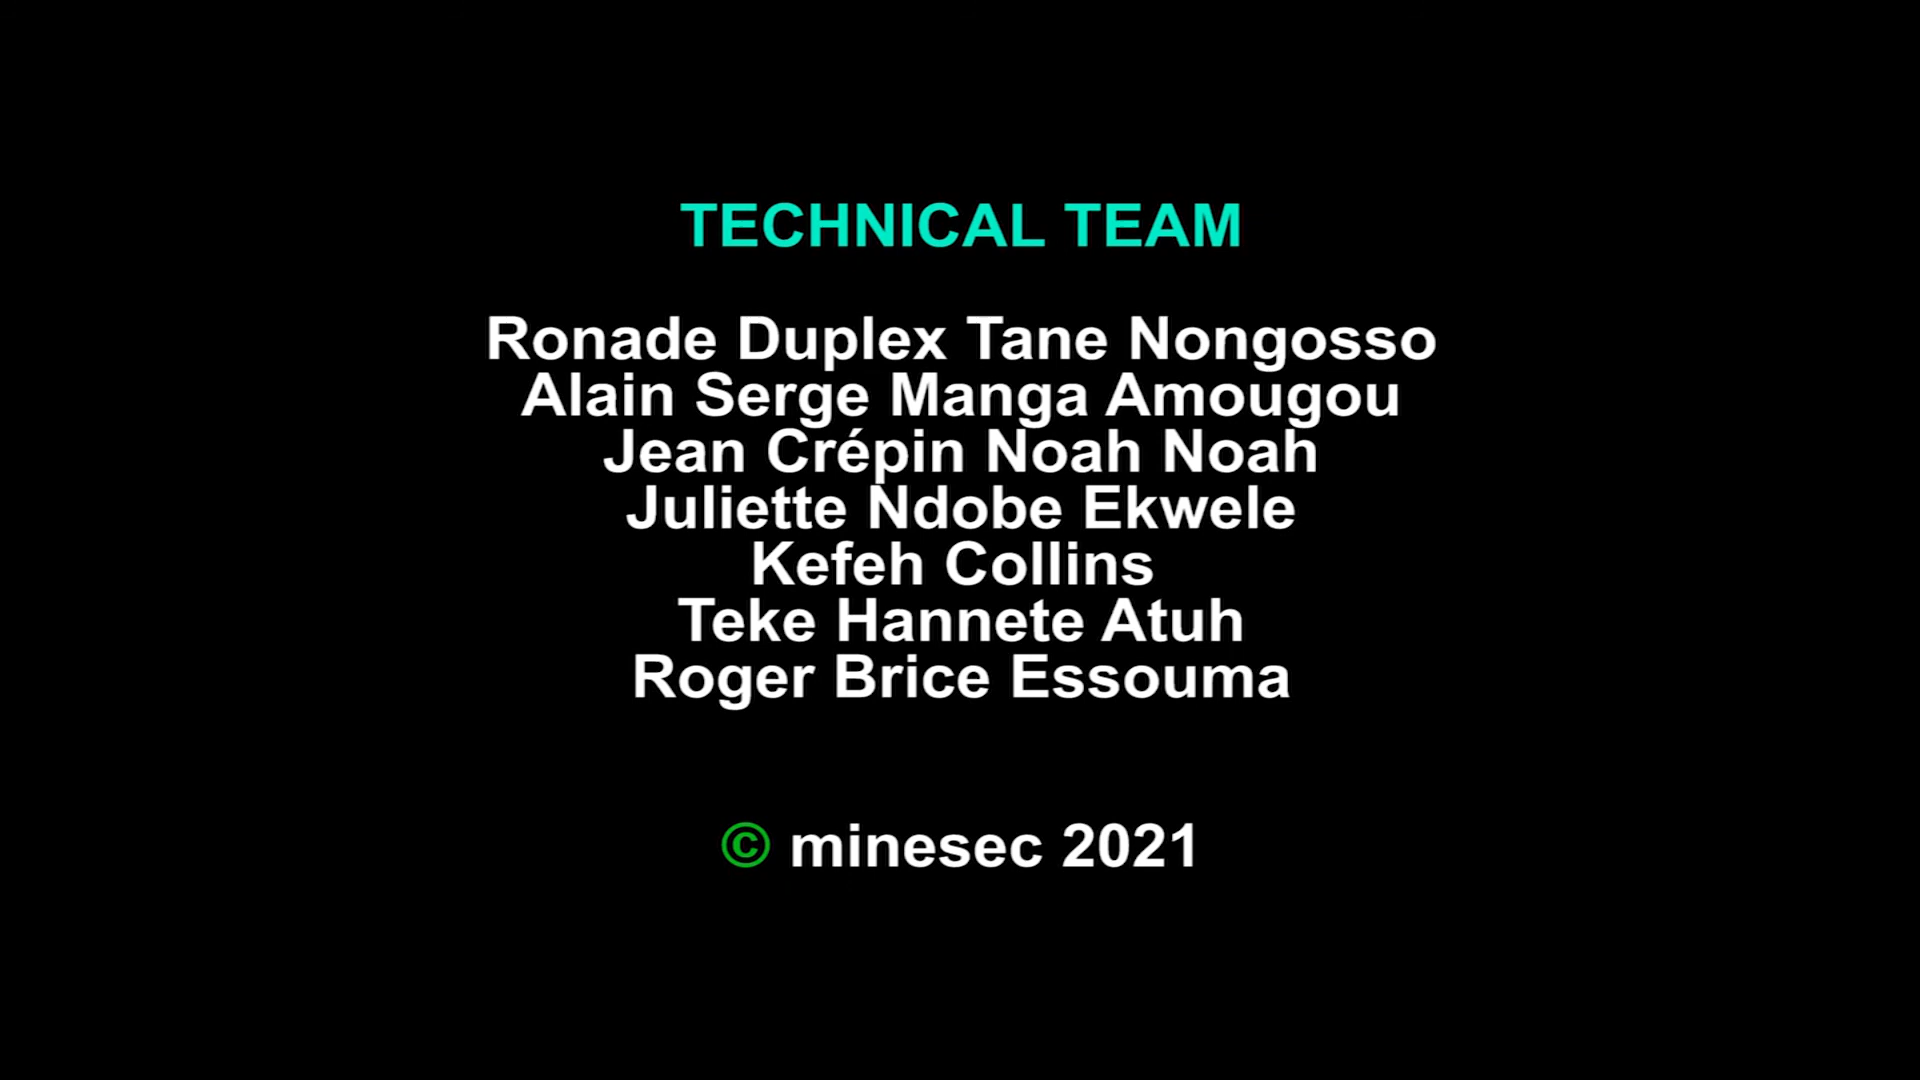 TECHNICAL TEAM
Ronade Duplex Tane Nongosso
Alain Serge Manga Amougou
Jean Crépin Noah Noah
Juliette Ndobe Ekwele
Kefeh Collins
Teke Hannete Atuh
Roger Brice Essouma
© minesec 2021